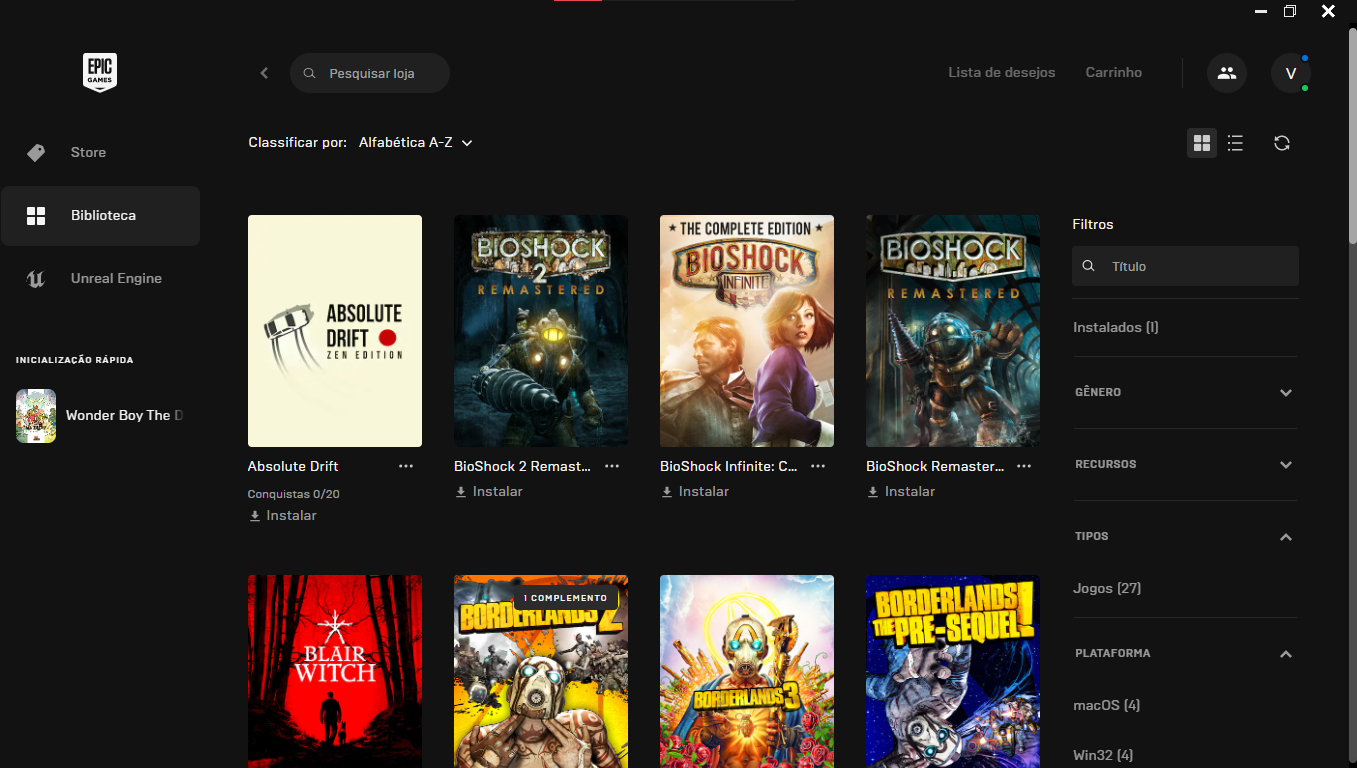 EPIC
GAMES
Pesquisar loja
Lista de desejos
Carrinho
V
Store
Biblioteca
Unreal Engine
INICIALIZAÇÃO RÁPIDA
Wonder Boy The D
Classificar por: Alfabética A-Z
ABSOLUTE
DRIFT
ZEN EDITION
Absolute Drift
Conquistas 0/20
Instalar
BIOSHOCK
2
REMASTERED
BioShock 2 Remast...
Instalar
THE COMPLETE EDITION
BIOSHOCK
INFINITE
BioShock Infinite: C...
Instalar
BIOSHOCK
REMASTERED
BioShock Remaster...
Instalar
BLAIR
WITCH
1 COMPLEMENTO
BORDERLANDS 2
BORDERLANDS 3
BORDERLANDS
THE PRE-SEQUEL!
Filtros
Título
Instalados (1)
GÊNERO
RECURSOS
TIPOS
Jogos (27)
PLATAFORMA
macOS (4)
Win32 (4)